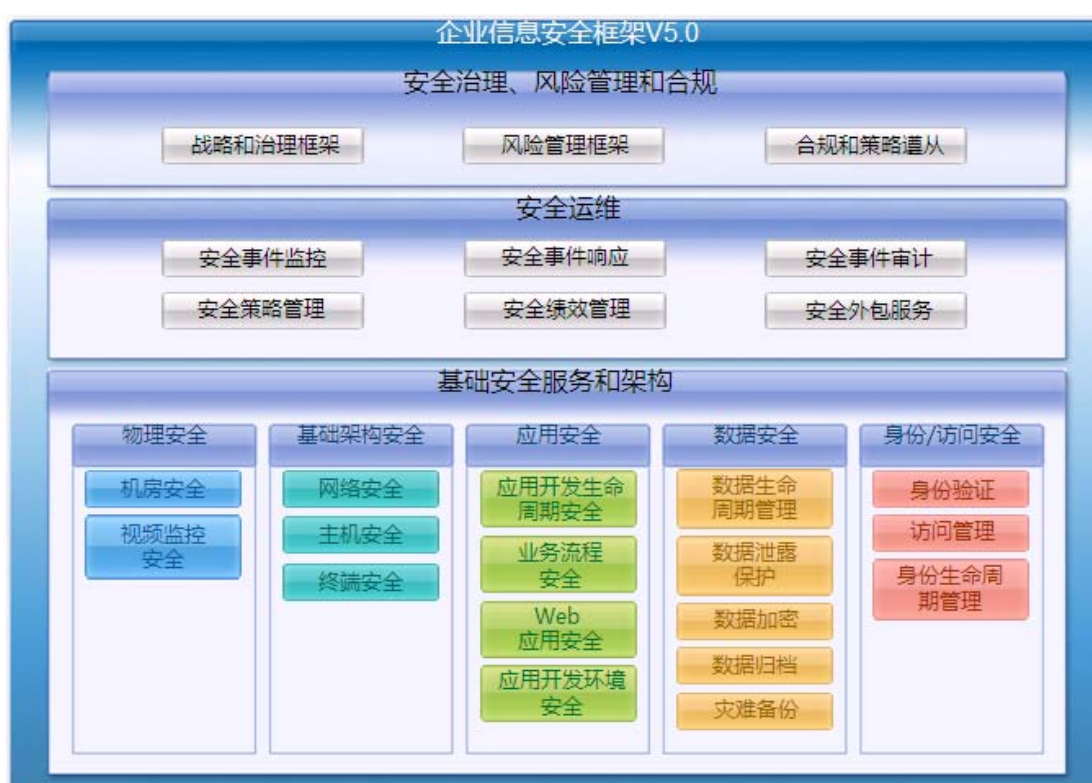 企业信息安全框架V5.0
安全治理、风险管理和合规
战略和治理框架
风险管理框架
合规和策略遵从
安全运维
安全事件监控
安全事件响应
安全事件审计
安全策略管理
安全绩效管理
安全外包服务
基础安全服务和架构
物理安全
机房安全
视频监控
安全
基础架构安全
网络安全
主机安全
终端安全
应用安全
应用开发生命
周期安全
业务流程
安全
Web
应用安全
应用开发环境
安全
数据安全
数据生命
周期管理
数据泄露
保护
数据加密
数据归档
灾难备份
身份/访问安全
身份验证
访问管理
身份生命周
期管理